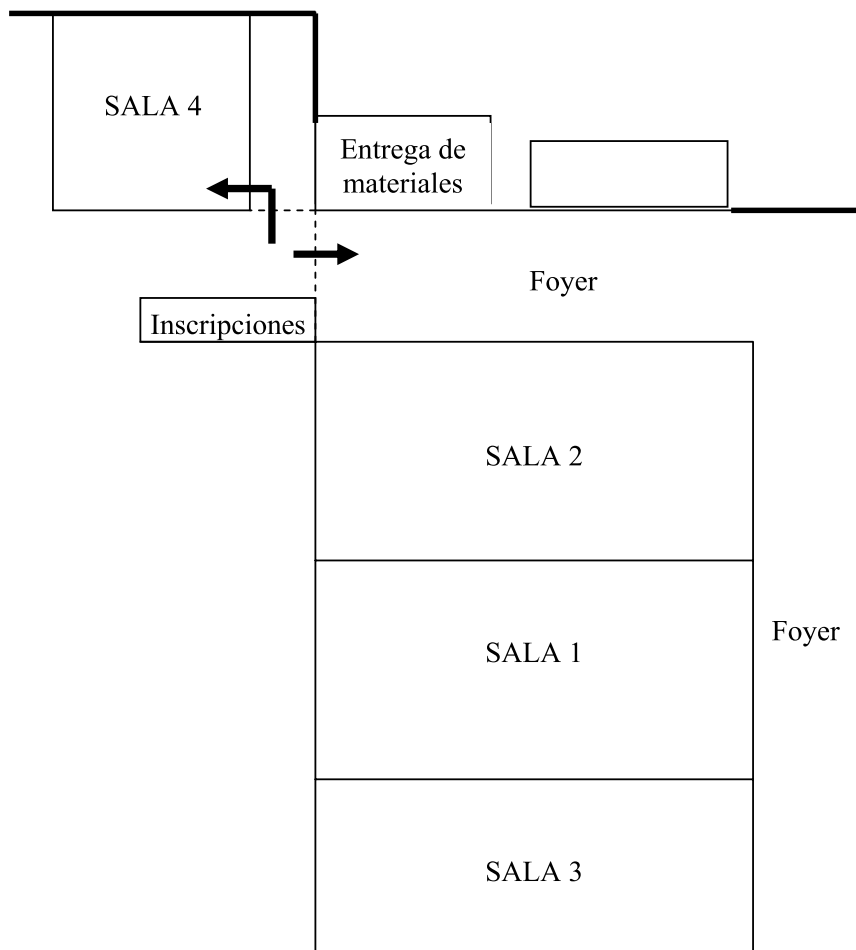 SALA 4
Entrega de
materiales
Foyer
Inscripciones
SALA 2
SALA 1
Foyer
SALA 3